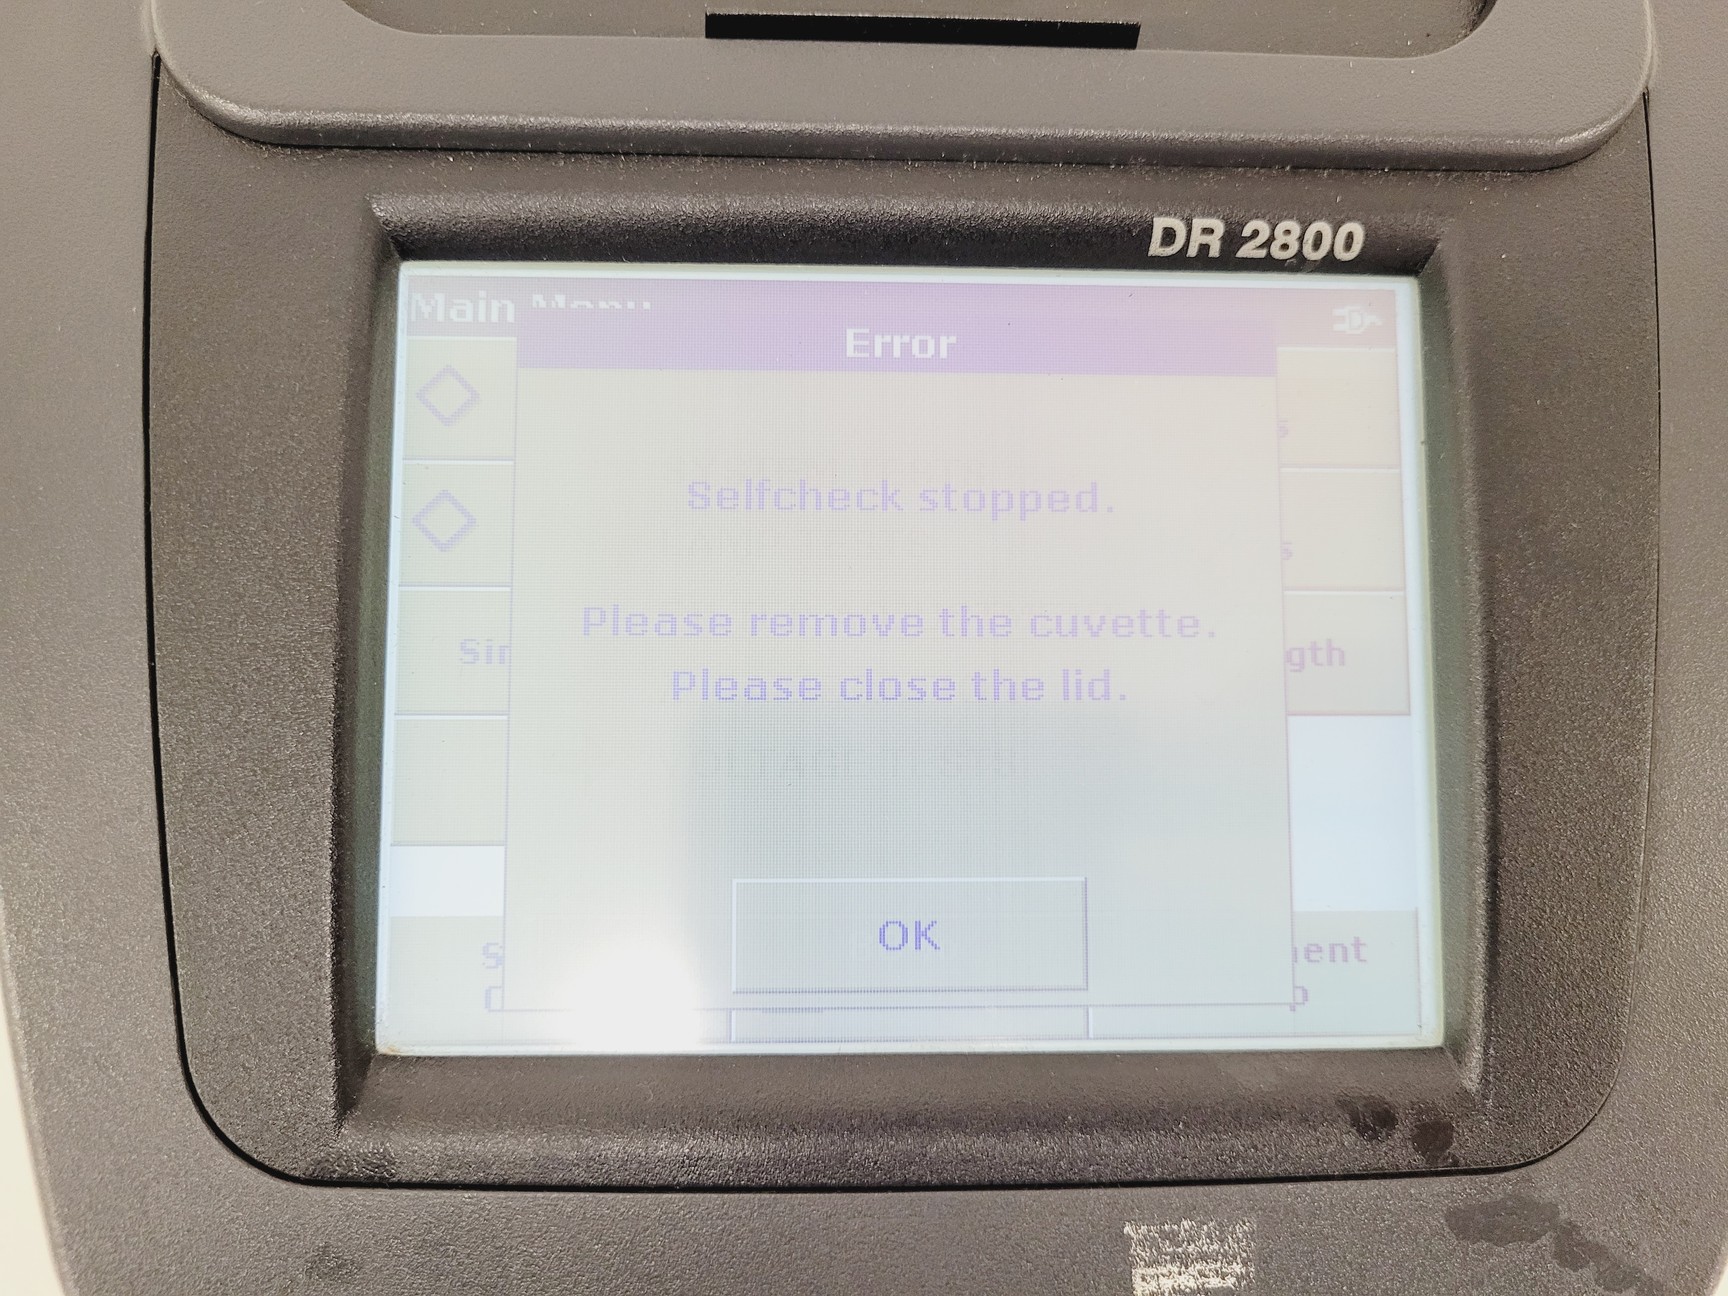 DR 2800
Main Menu
Error
Selfcheck stopped.
Please remove the cuvette.
Please close the lid.
OK